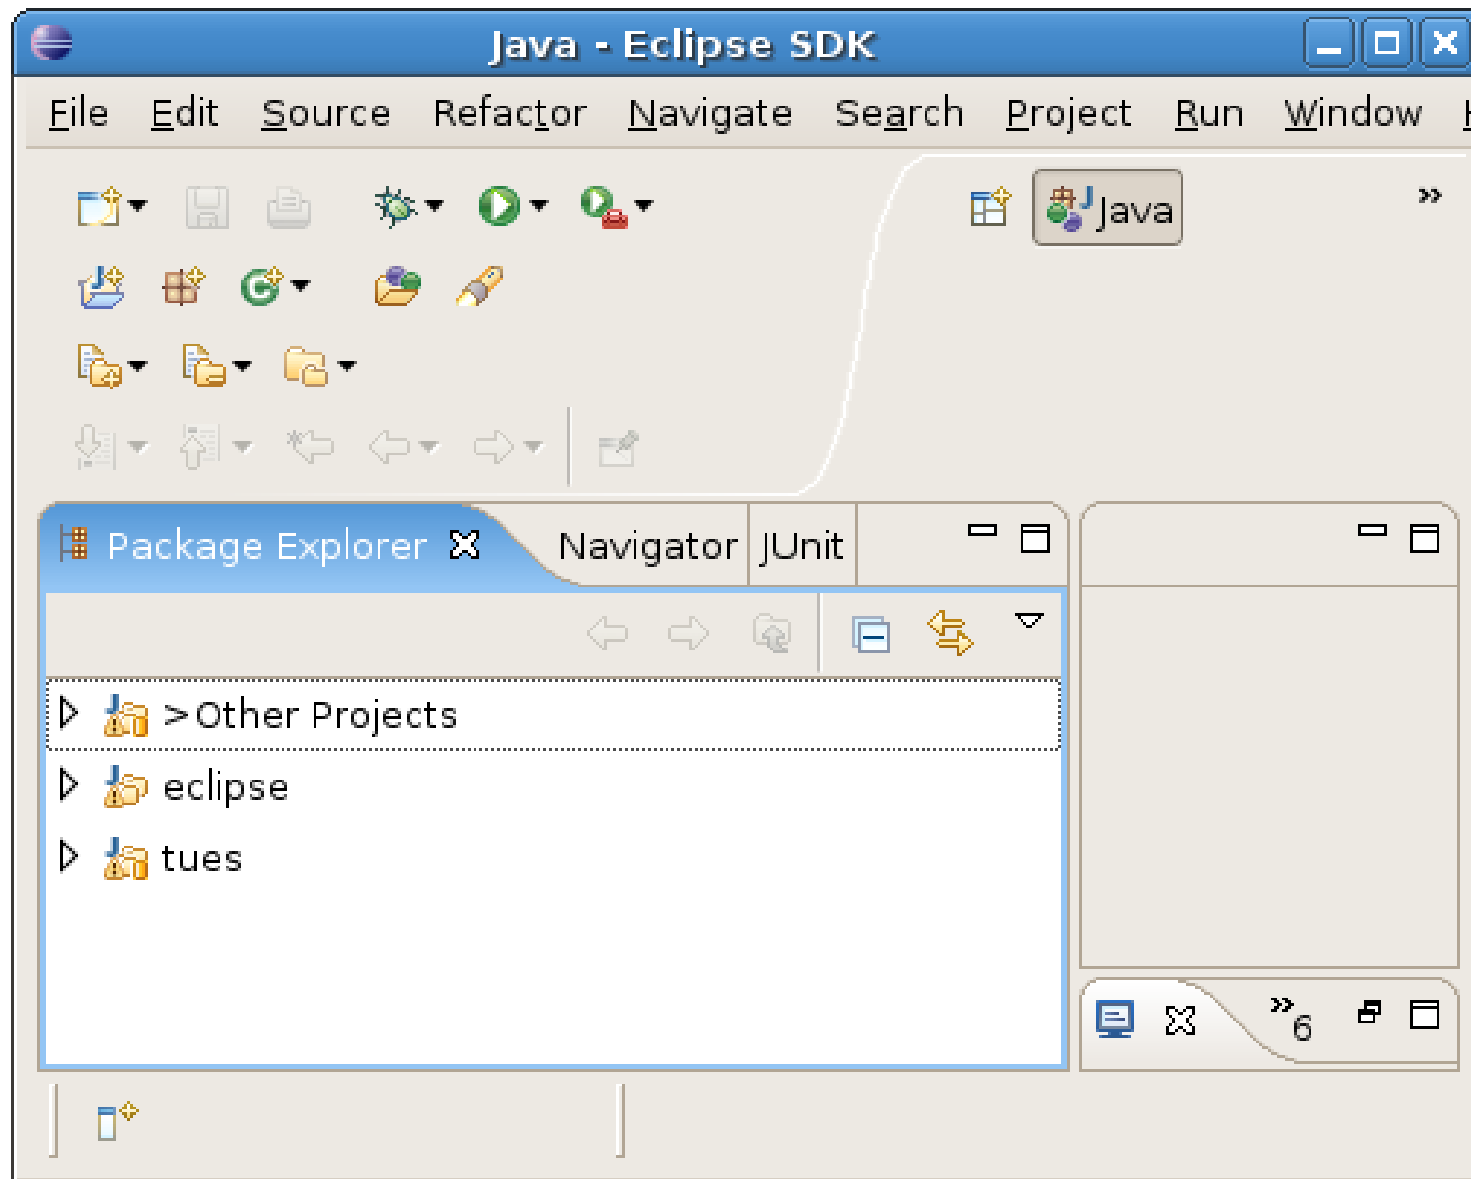 Java - Eclipse SDK
File Edit Source Refactor Navigate Search Project Run Window
Java »
Package Explorer Navigator JUnit
>Other Projects
eclipse
tues
»6